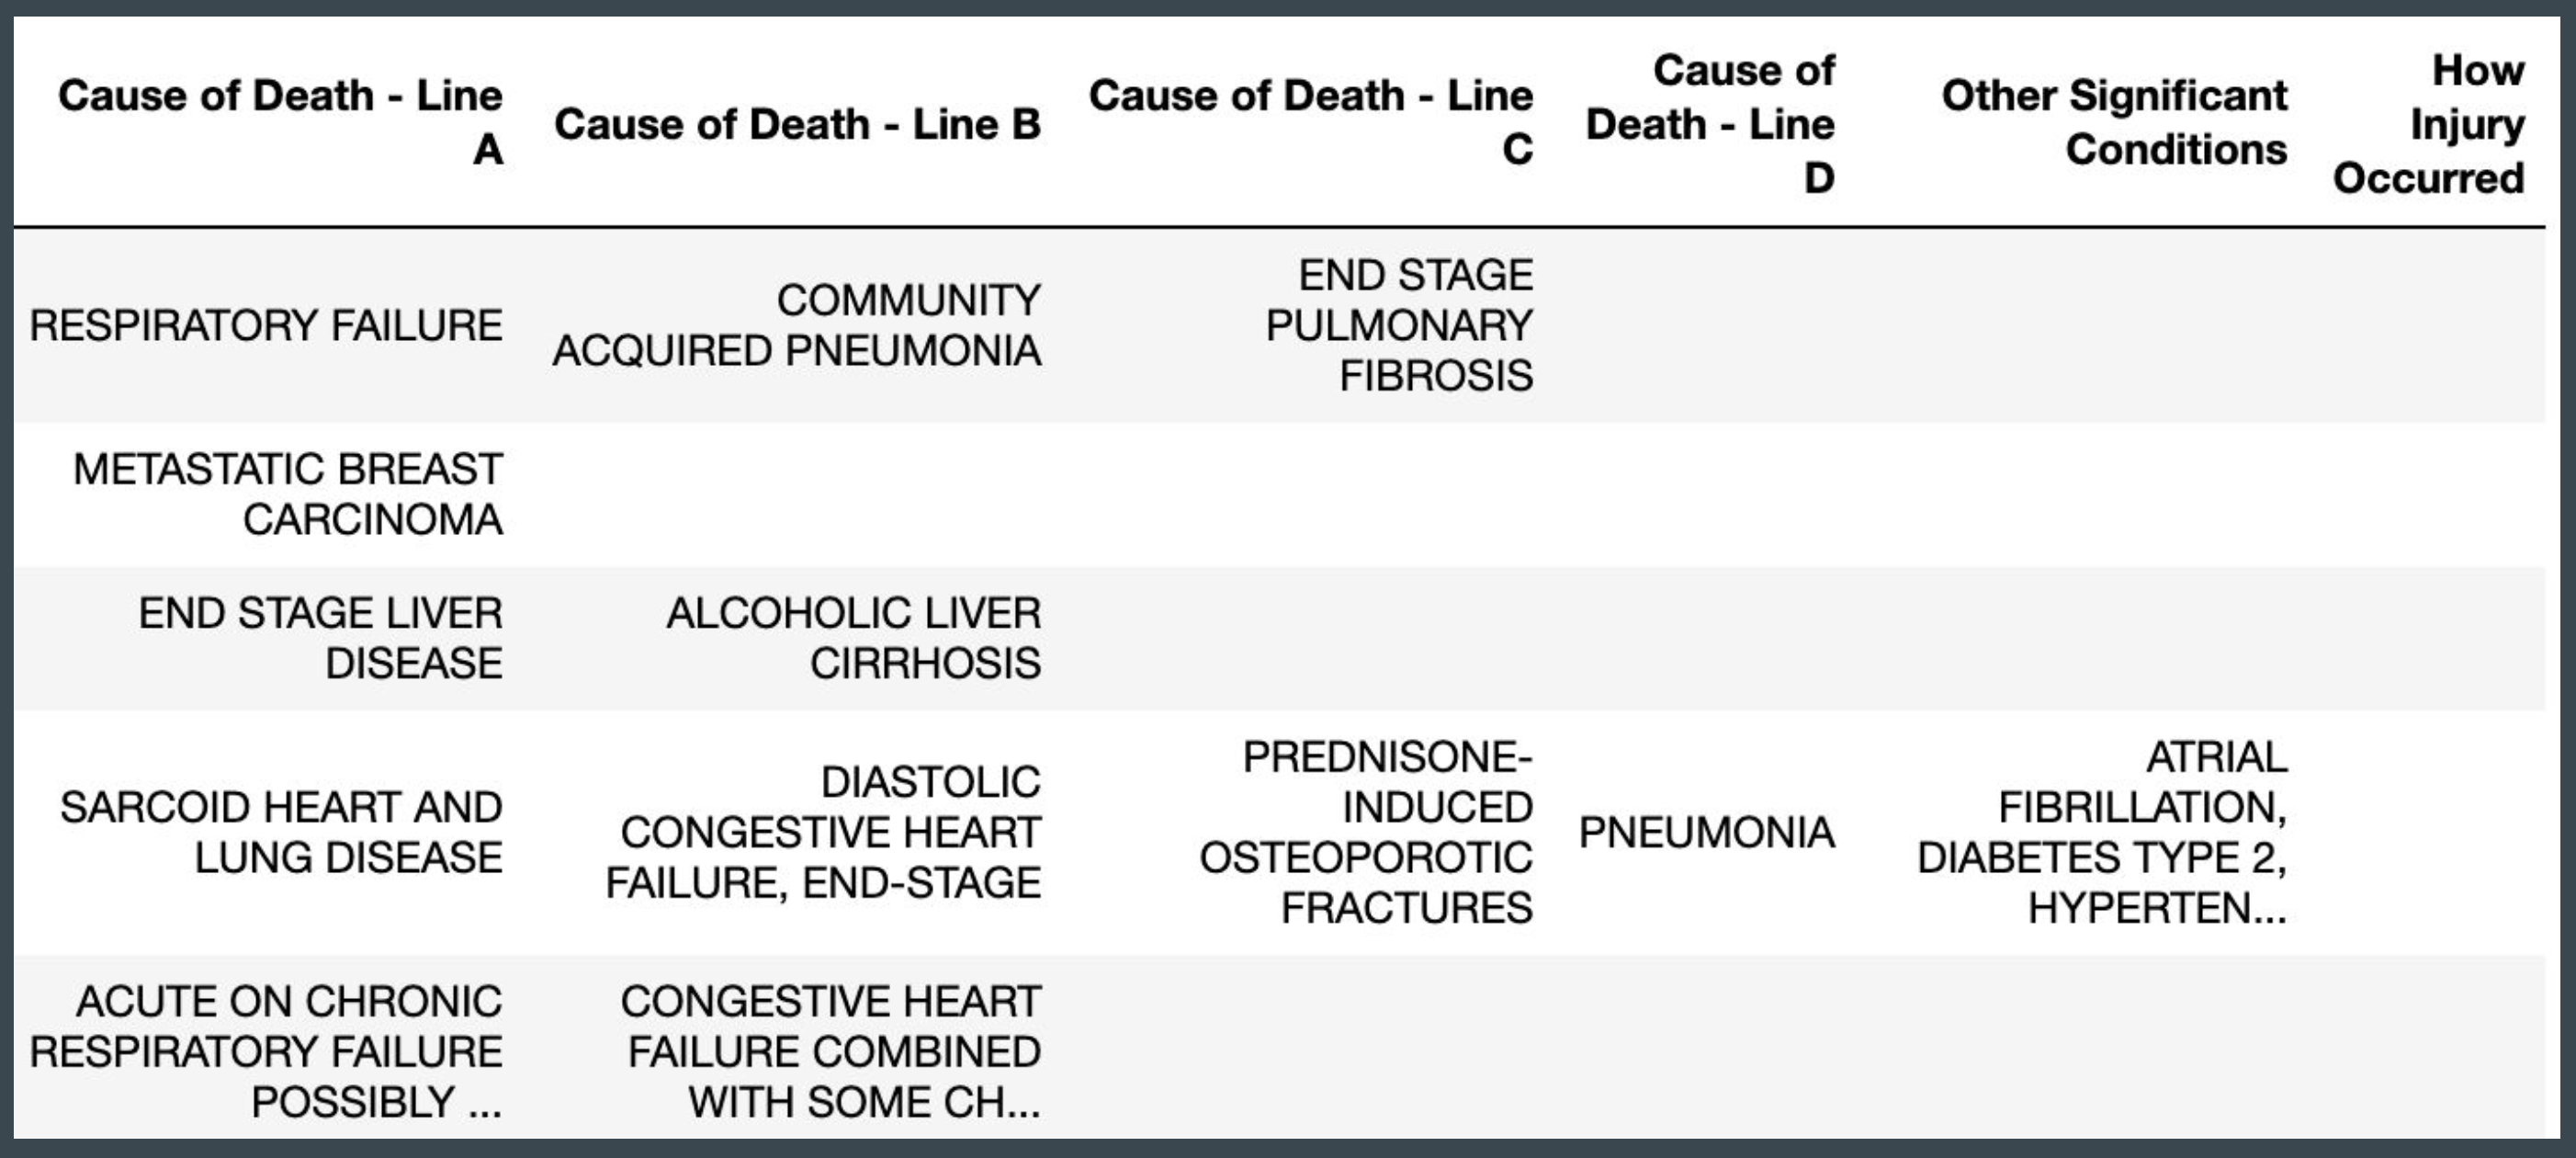 Cause of Death - Line
A
Cause of Death - Line B
Cause of Death - Line
C
Cause of
Death - Line
D
Other Significant
Conditions
How
Injury
Occurred
RESPIRATORY FAILURE
COMMUNITY
ACQUIRED PNEUMONIA
END STAGE
PULMONARY
FIBROSIS
METASTATIC BREAST
CARCINOMA
END STAGE LIVER
DISEASE
ALCOHOLIC LIVER
CIRRHOSIS
SARCOID HEART AND
LUNG DISEASE
DIASTOLIC
CONGESTIVE HEART
FAILURE, END-STAGE
PREDNISONE-
INDUCED
OSTEOPOROTIC
FRACTURES
PNEUMONIA
ATRIAL
FIBRILLATION,
DIABETES TYPE 2,
HYPERTEN...
ACUTE ON CHRONIC
RESPIRATORY FAILURE
POSSIBLY ...
CONGESTIVE HEART
FAILURE COMBINED
WITH SOME CH...